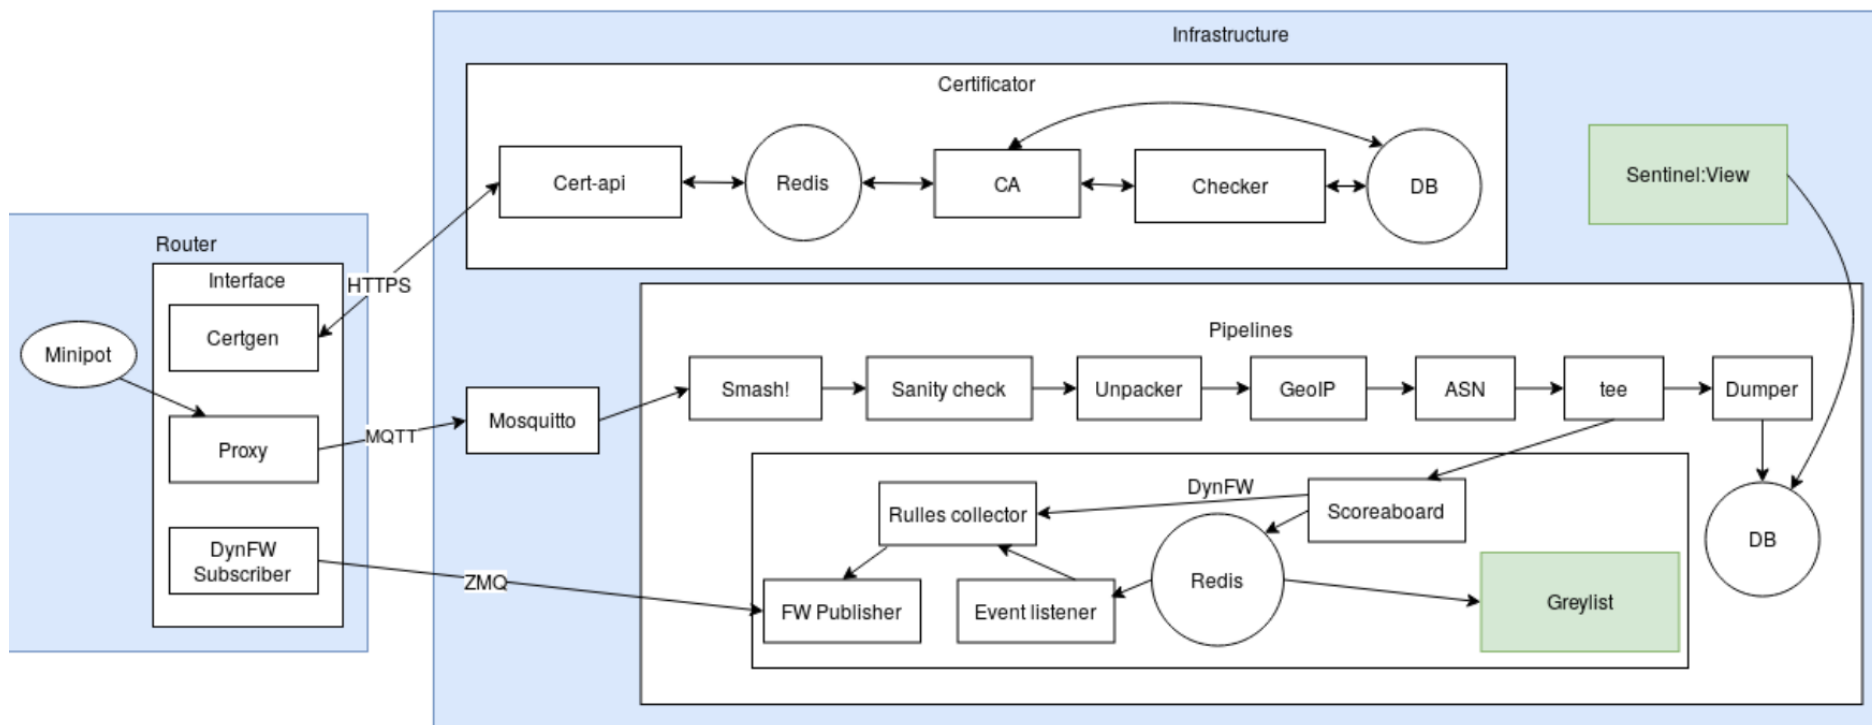 Infrastructure
Certificator
Cert-api
Redis
CA
Checker
DB
Sentinel:View
Router
Interface
HTTPS
Certgen
Minipot
Proxy
MQTT
Mosquitto
DynFW
Subscriber
ZMQ
Pipelines
Smash!
Sanity check
Unpacker
GeoIP
ASN
tee
Dumper
DynFW
Rulles collector
Scoreaboard
DB
Redis
FW Publisher
Event listener
Greylist